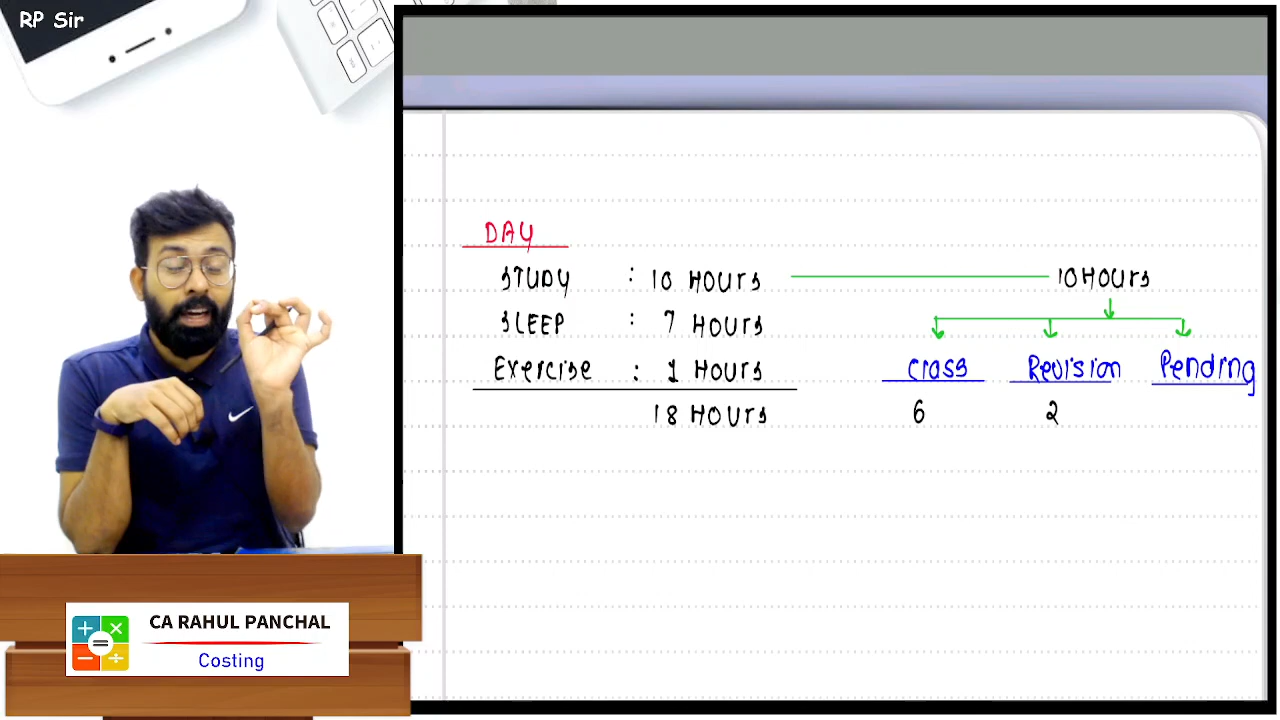 RP Sir
DAY
STUDY : 10 HOURS 10 HOURS
SLEEP : 7 HOURS
Exercise : 1 HOURS Class Revision Pending
18 HOURS 6 2
CA RAHUL PANCHAL
Costing